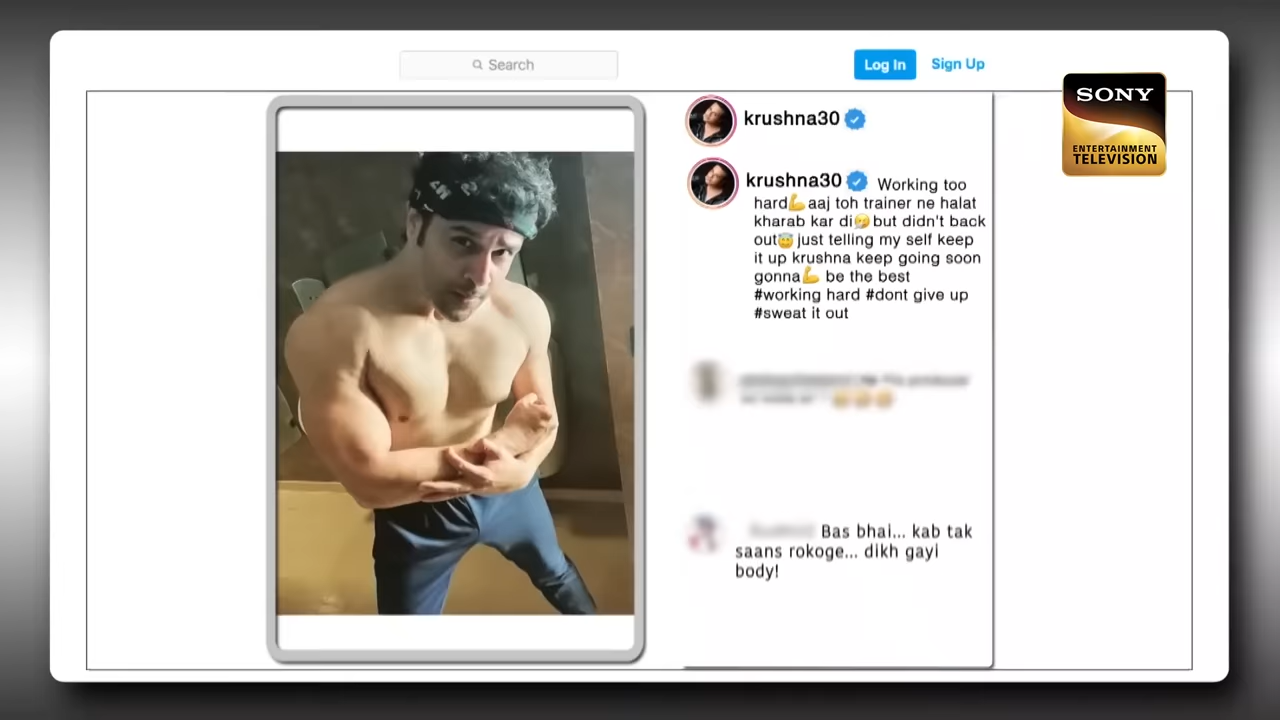 Search
Log In
Sign Up
SONY
ENTERTAINMENT
TELEVISION
krushna30
krushna30 Working too
hard💪aaj toh trainer ne halat
kharab kar di🤕but didn't back
out😇just telling my self keep
it up krushna keep going soon
gonna💪 be the best
#working hard #dont give up
#sweat it out
Bas bhai... kab tak
saans rokoge... dikh gayi
body!